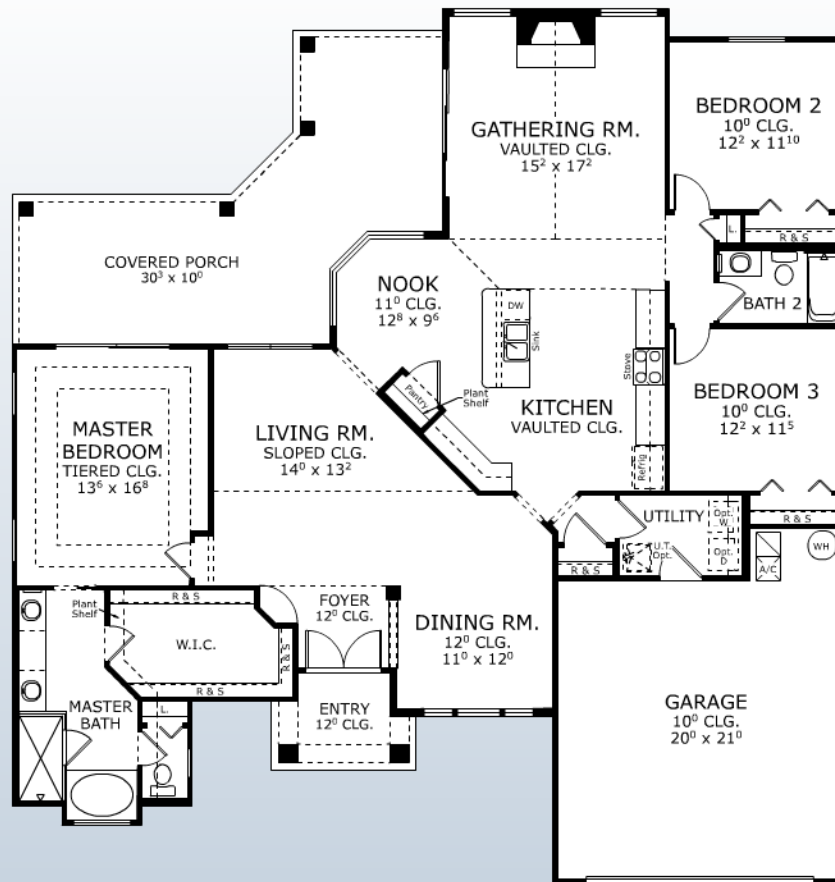 GATHERING RM.
VAULTED CLG.
15² x 17²
BEDROOM 2
10⁰ CLG.
12² x 11¹⁰
L.
R & S
COVERED PORCH
30³ x 10⁰
NOOK
11⁰ CLG.
12⁸ x 9⁶
DW
Sink
BATH 2
Stove
Pantry
Plant
Shelf
KITCHEN
VAULTED CLG.
Refrig
BEDROOM 3
10⁰ CLG.
12² x 11⁵
R & S
MASTER
BEDROOM
TIERED CLG.
13⁶ x 16⁸
LIVING RM.
SLOPED CLG.
14⁰ x 13²
UTILITY
Opt.
W
U.T.
Opt.
Opt.
D
R & S
A/C
WH
Plant
Shelf
R & S
W.I.C.
R & S
R & S
FOYER
12⁰ CLG.
DINING RM.
12⁰ CLG.
11⁰ x 12⁰
MASTER
BATH
L.
ENTRY
12⁰ CLG.
GARAGE
10⁰ CLG.
20⁰ x 21⁰